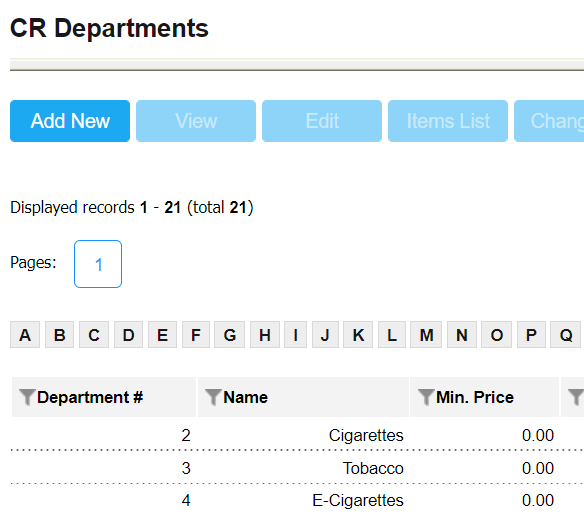 CR Departments
Add New View Edit Items List Chang
Displayed records 1 - 21 (total 21)
Pages: 1
A B C D E F G H I J K L M N O P Q
Department # Name Min. Price
2 Cigarettes 0.00
3 Tobacco 0.00
4 E-Cigarettes 0.00